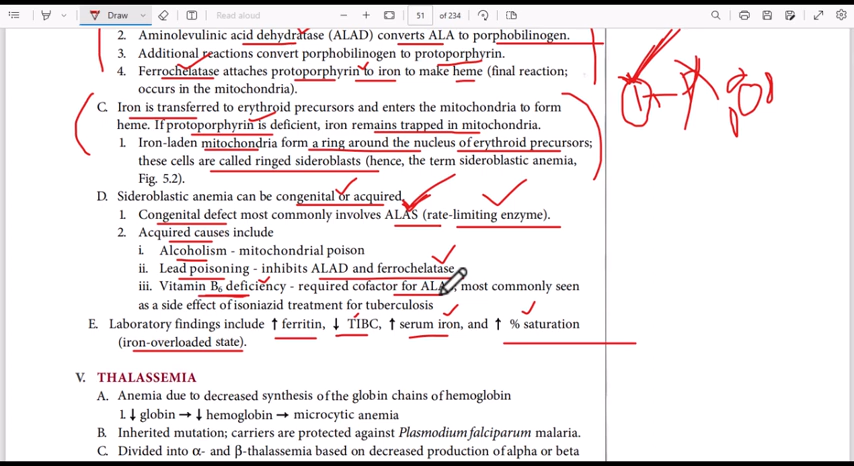 Draw
Read aloud
51 of 234
2. Aminolevulinic acid dehydratase (ALAD) converts ALA to porphobilinogen.
3. Additional reactions convert porphobilinogen to protoporphyrin.
4. Ferrochelatase attaches protoporphyrin to iron to make heme (final reaction;
occurs in the mitochondria).
C. Iron is transferred to erythroid precursors and enters the mitochondria to form
heme. If protoporphyrin is deficient, iron remains trapped in mitochondria.
1. Iron-laden mitochondria form a ring around the nucleus of erythroid precursors;
these cells are called ringed sideroblasts (hence, the term sideroblastic anemia,
Fig. 5.2).
D. Sideroblastic anemia can be congenital or acquired.
1. Congenital defect most commonly involves ALAS (rate-limiting enzyme).
2. Acquired causes include
i. Alcoholism - mitochondrial poison
ii. Lead poisoning - inhibits ALAD and ferrochelatase
iii. Vitamin B6 deficiency - required cofactor for most commonly seen
as a side effect of isoniazid treatment for tuberculosis
E. Laboratory findings include ↑ ferritin, ↓ TIBC, ↑ serum iron, and ↑ % saturation
(iron-overloaded state).
V. THALASSEMIA
A. Anemia due to decreased synthesis of the globin chains of hemoglobin
1. ↓ globin → ↓ hemoglobin → microcytic anemia
B. Inherited mutation; carriers are protected against Plasmodium falciparum malaria.
C. Divided into α- and β-thalassemia based on decreased production of alpha or beta